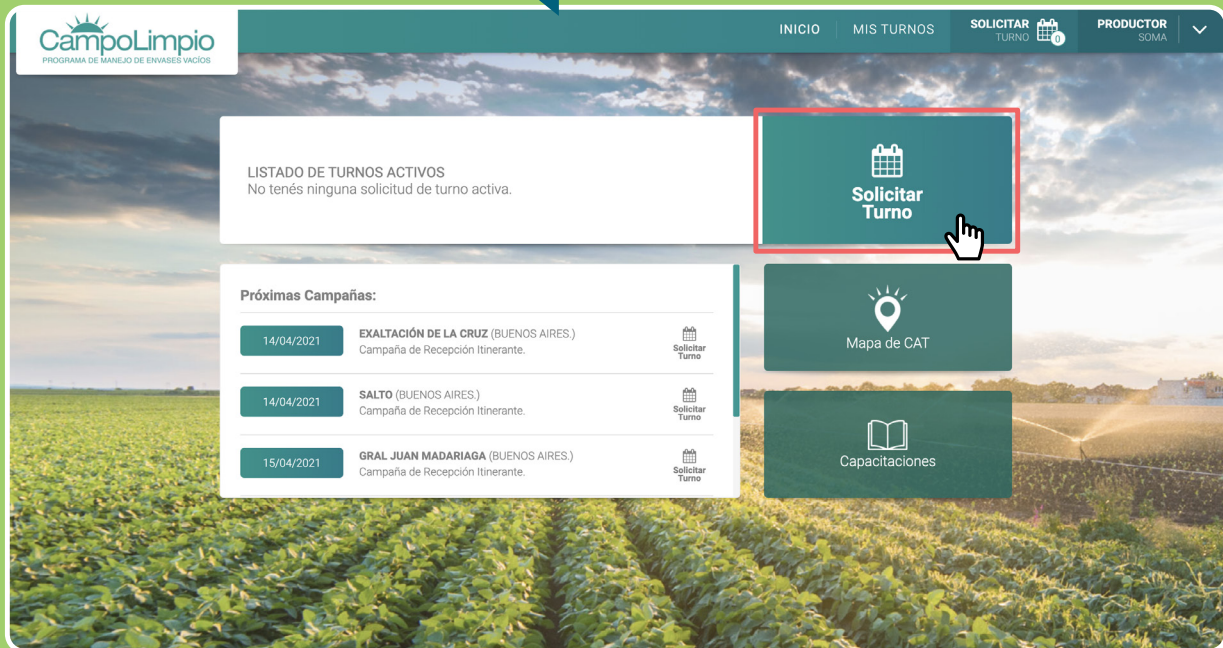 CampoLimpio
PROGRAMA DE MANEJO DE ENVASES VACÍOS
INICIO
MIS TURNOS
SOLICITAR
TURNO
0
PRODUCTOR
SOMA
LISTADO DE TURNOS ACTIVOS
No tenés ninguna solicitud de turno activa.
Solicitar
Turno
Próximas Campañas:
14/04/2021
EXALTACIÓN DE LA CRUZ (BUENOS AIRES.)
Campaña de Recepción Itinerante.
Solicitar
Turno
14/04/2021
SALTO (BUENOS AIRES.)
Campaña de Recepción Itinerante.
Solicitar
Turno
15/04/2021
GRAL JUAN MADARIAGA (BUENOS AIRES.)
Campaña de Recepción Itinerante.
Solicitar
Turno
Mapa de CAT
Capacitaciones